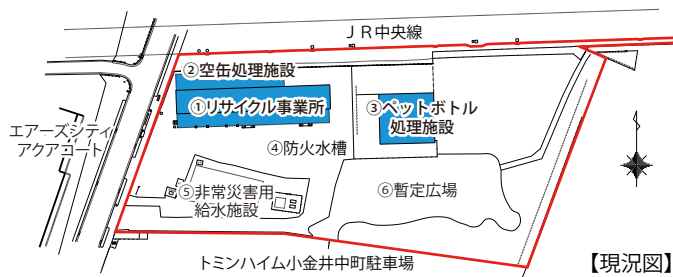 ＪＲ中央線
②空缶処理施設
①リサイクル事業所
③ペットボトル
処理施設
エアーズシティ
アクアコート
④防火水槽
⑤非常災害用
給水施設
⑥暫定広場
トミンハイム小金井中町駐車場
【現況図】